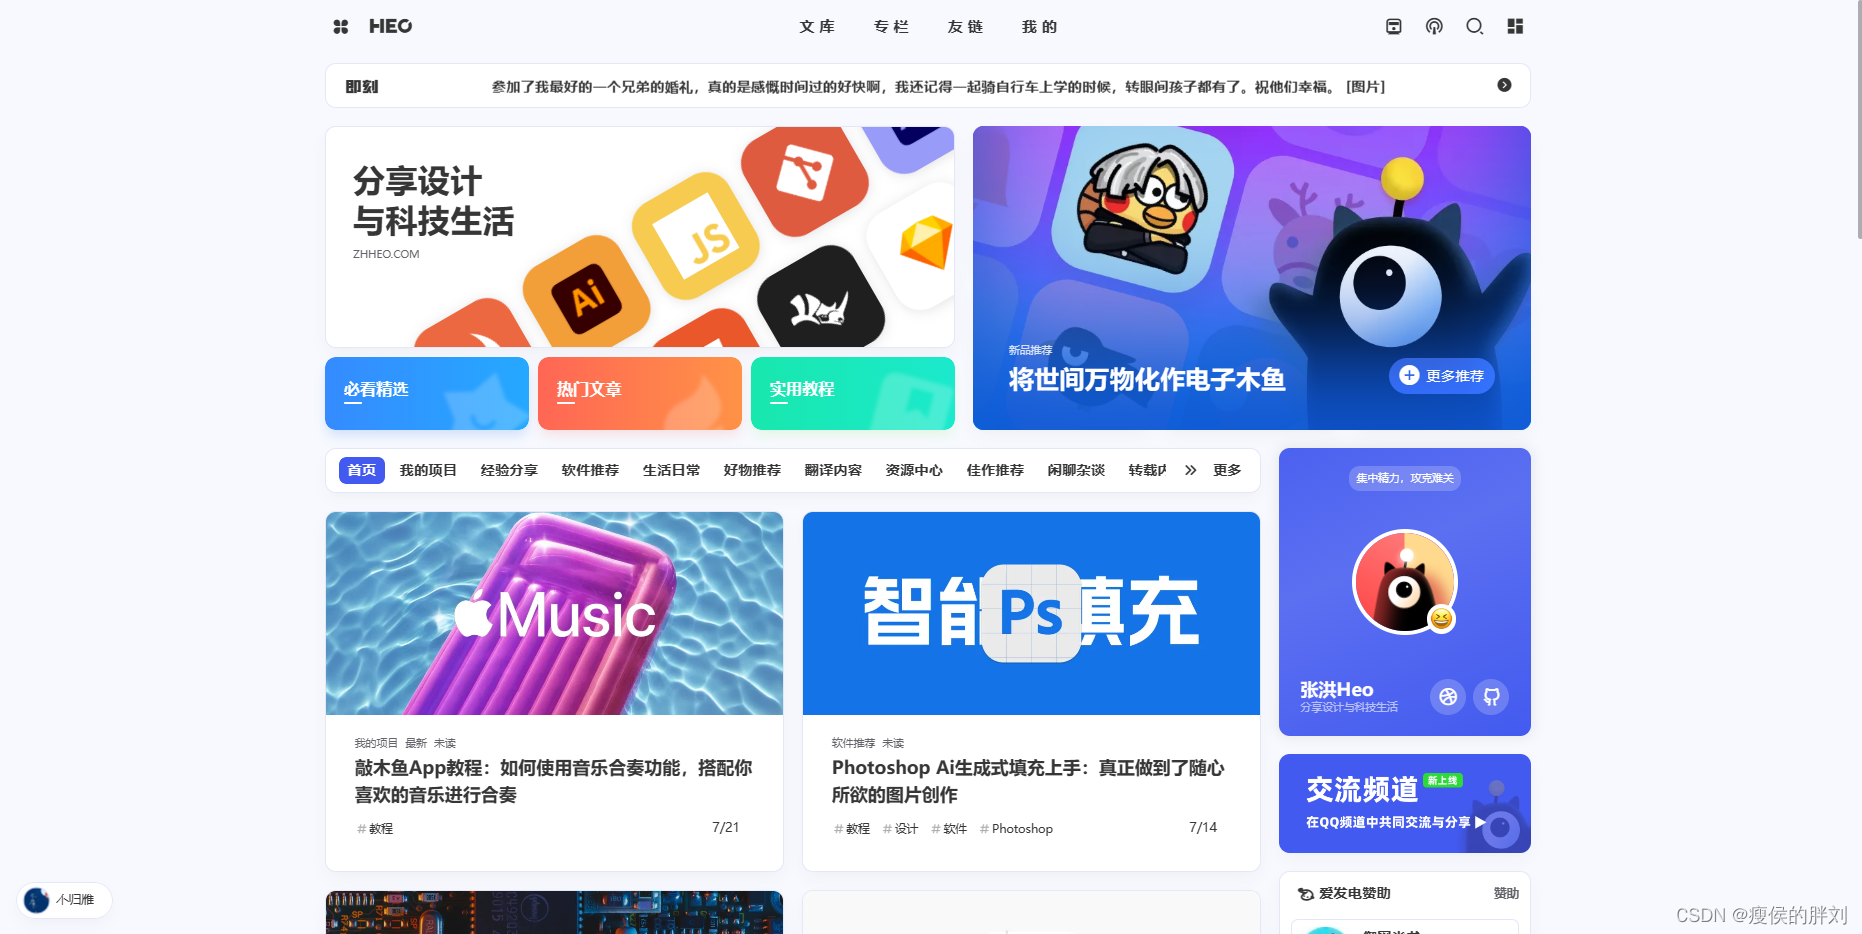 HEO
文库 专栏 友链 我的
即刻 参加了我最好的一个兄弟的婚礼，真的是感慨时间过的好快啊，我还记得一起骑自行车上学的时候，转眼间孩子都有了。祝他们幸福。 [图片]
分享设计
与科技生活
ZHHEO.COM
JS
Ai
新品推荐
将世间万物化作电子木鱼
更多推荐
必看精选 热门文章 实用教程
首页 我的项目 经验分享 软件推荐 生活日常 好物推荐 翻译内容 资源中心 佳作推荐 闲聊杂谈 转载 更多
Music
智能 Ps 填充
我的项目 最新 未读
敲木鱼App教程：如何使用音乐合奏功能，搭配你
喜欢的音乐进行合奏
#教程 7/21
软件推荐 未读
Photoshop Ai生成式填充上手：真正做到了随心
所欲的图片创作
#教程 #设计 #软件 #Photoshop 7/14
集中精力，攻克难关
张洪Heo
分享设计与科技生活
交流频道 新上线
在QQ频道中共同交流与分享 ▶
爱发电赞助 赞助
不归雅
CSDN @瘦侯的胖刘